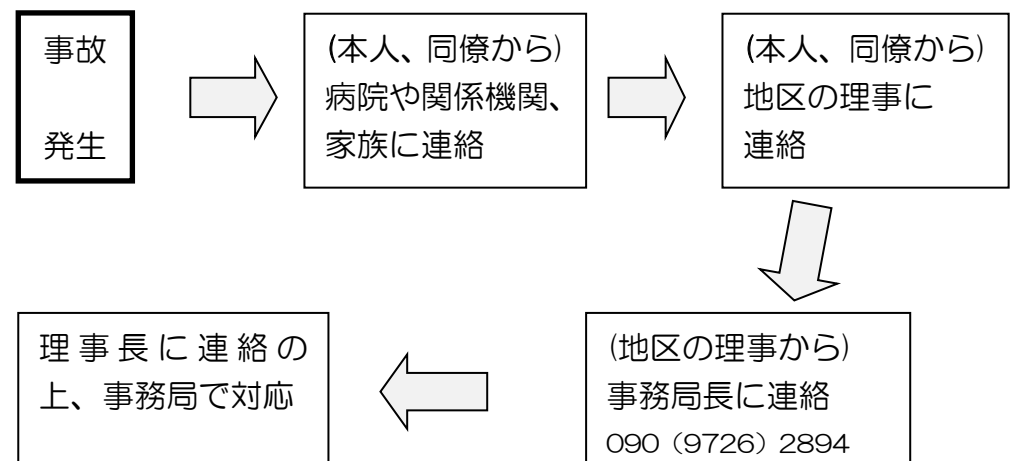 事故
発生
(本人、同僚から)
病院や関係機関、
家族に連絡
(本人、同僚から)
地区の理事に
連絡
(地区の理事から)
事務局長に連絡
090（9726）2894
理事長に連絡の
上、事務局で対応